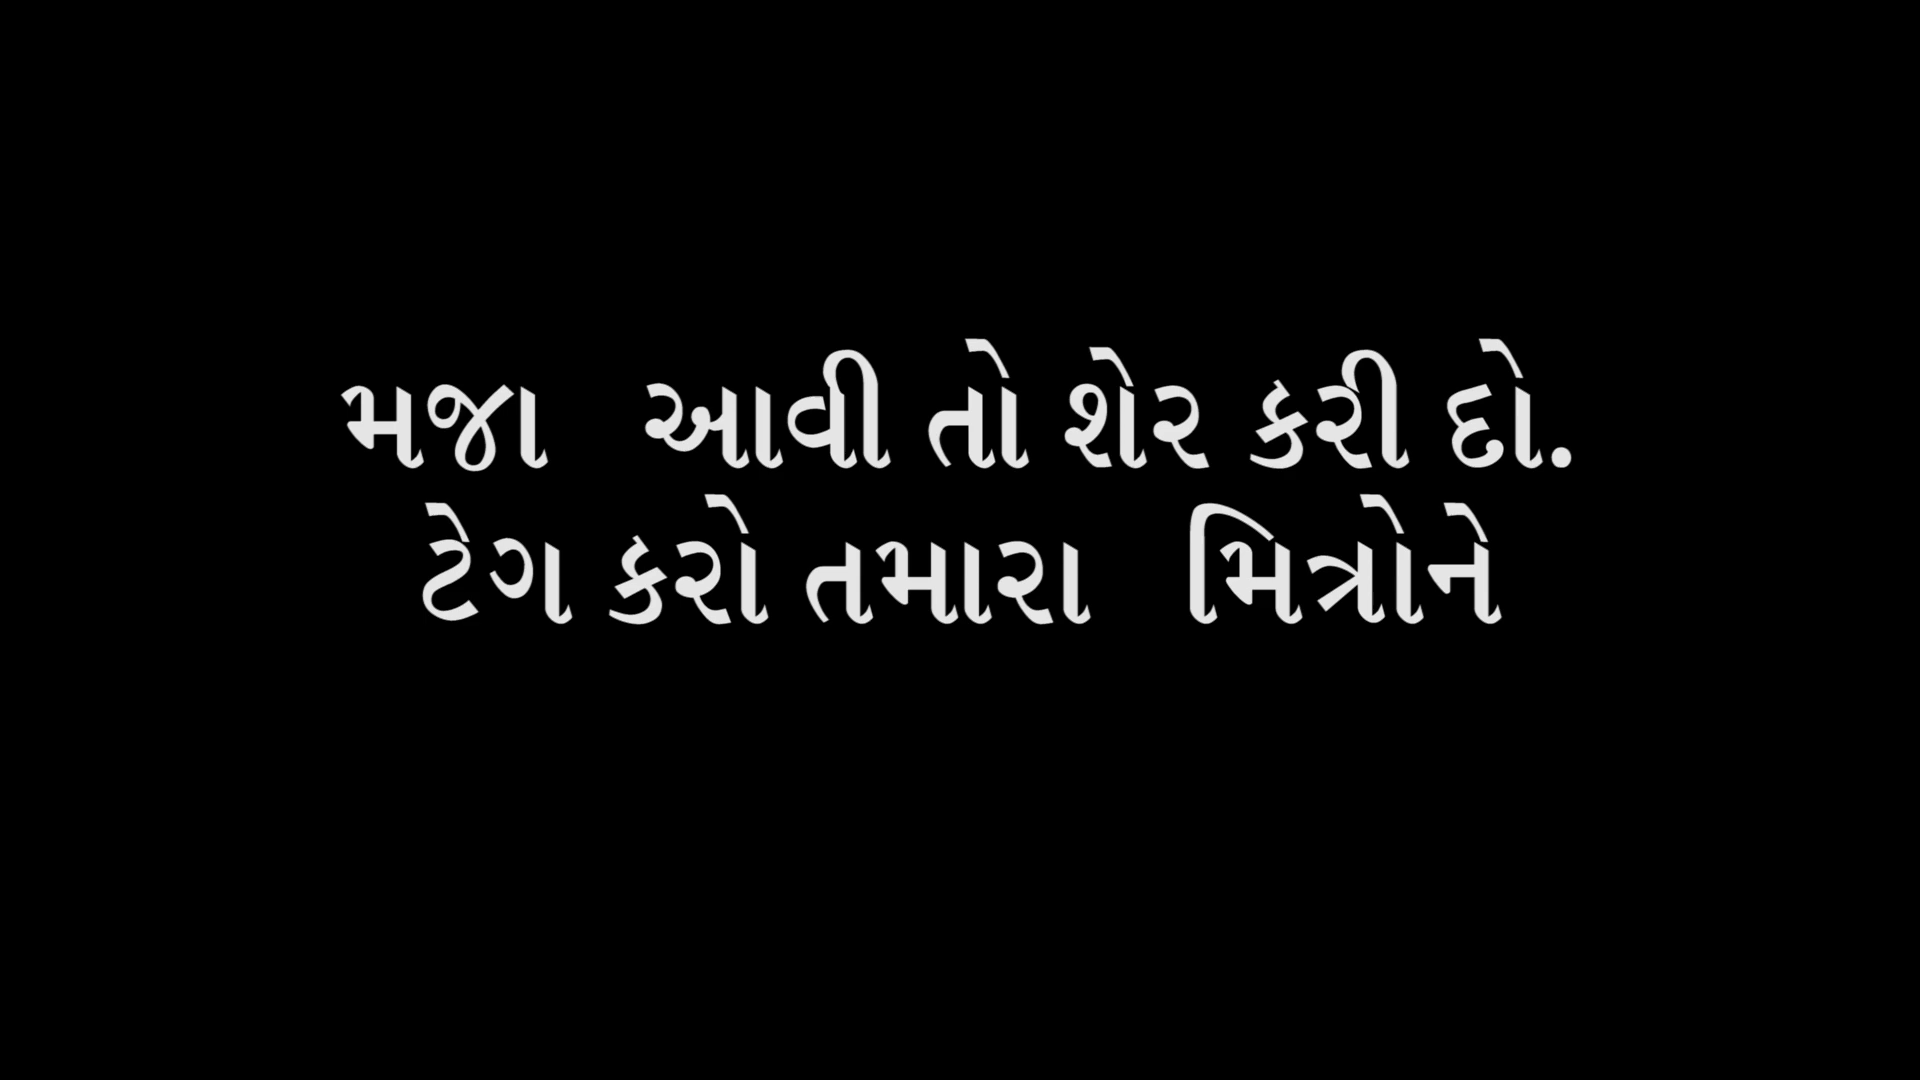 મજા આવી તો શેર કરી દો.
ટેગ કરો તમારા મિત્રોને